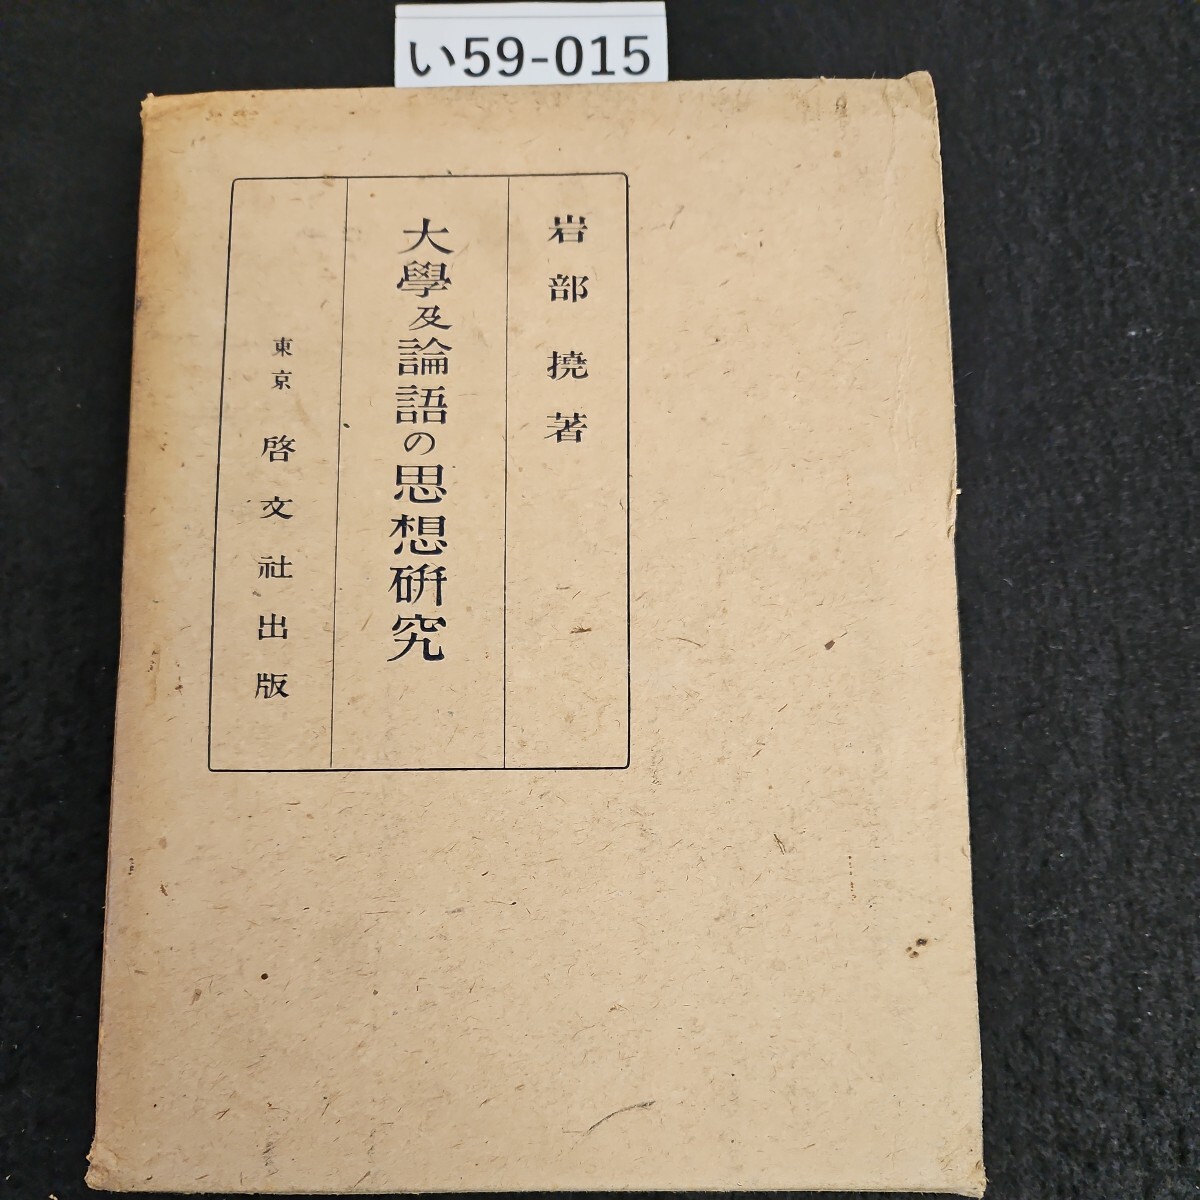 い59-015
岩部撓著
大學及論語の思想硏究
東京 啓文社出版